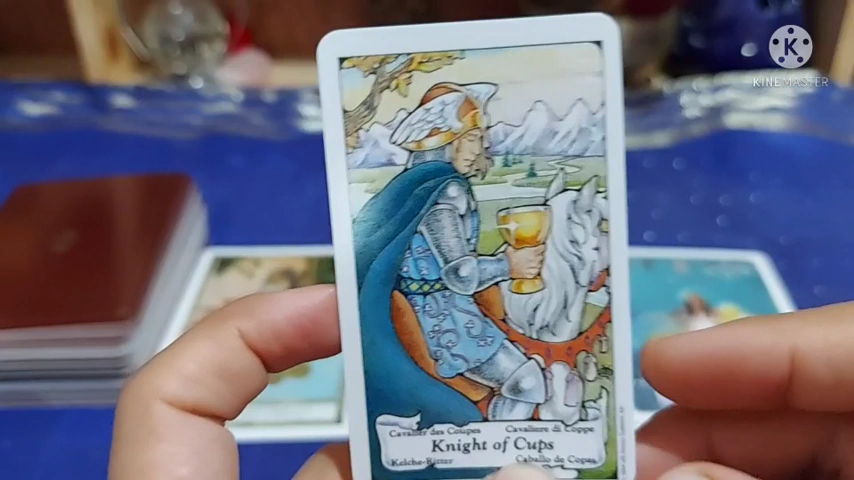 K
KINEMASTER
Cavalier des Coupes Cavaliere di Coppe
Knight of Cups
Kelche-Ritter Caballo de Copas